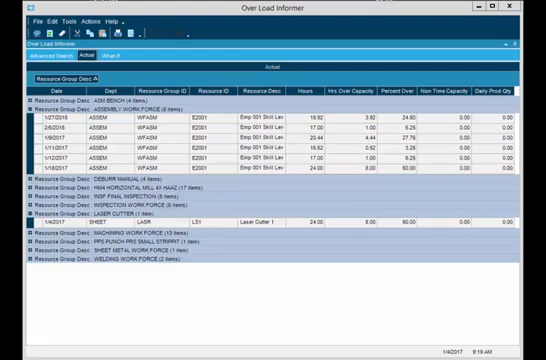 Over Load Informer
File Edit Tools Actions Help
Over Load Informer
Advanced Search Actual What-If
Actual
Resource Group Desc
Date Dept Resource Group ID Resource ID Resource Desc Hours Hrs Over Capacity Percent Over Non Time Capacity Daily Prod Qty
Resource Group Desc : ASM BENCH (4 items)
Resource Group Desc : ASSEMBLY WORK FORCE (6 items)
1/27/2016 ASSEM WFASM E2001 Emp 001 Skill Lev 19.92 3.92 24.50 0.00 0.00
2/5/2016 ASSEM WFASM E2001 Emp 001 Skill Lev 17.00 1.00 6.25 0.00 0.00
1/9/2017 ASSEM WFASM E2001 Emp 001 Skill Lev 20.44 4.44 27.75 0.00 0.00
1/11/2017 ASSEM WFASM E2001 Emp 001 Skill Lev 16.52 0.52 3.25 0.00 0.00
1/12/2017 ASSEM WFASM E2001 Emp 001 Skill Lev 17.00 1.00 6.25 0.00 0.00
1/18/2017 ASSEM WFASM E2001 Emp 001 Skill Lev 24.00 8.00 50.00 0.00 0.00
Resource Group Desc : DEBURR MANUAL (4 items)
Resource Group Desc : HM4 HORIZONTAL MILL 4X HAAZ (17 items)
Resource Group Desc : INSF FINAL INSPECTION (6 items)
Resource Group Desc : INSPECTION WORK FORCE (6 items)
Resource Group Desc : LASER CUTTER (1 item)
1/4/2017 SHEET LASR LS1 Laser Cutter 1 24.00 8.00 50.00 0.00 0.00
Resource Group Desc : MACHINING WORK FORCE (13 items)
Resource Group Desc : PPS PUNCH PRS SMALL STRIPRT (1 item)
Resource Group Desc : SHEET METAL WORK FORCE (1 item)
Resource Group Desc : WELDING WORK FORCE (2 items)
1/4/2017 9:19 AM